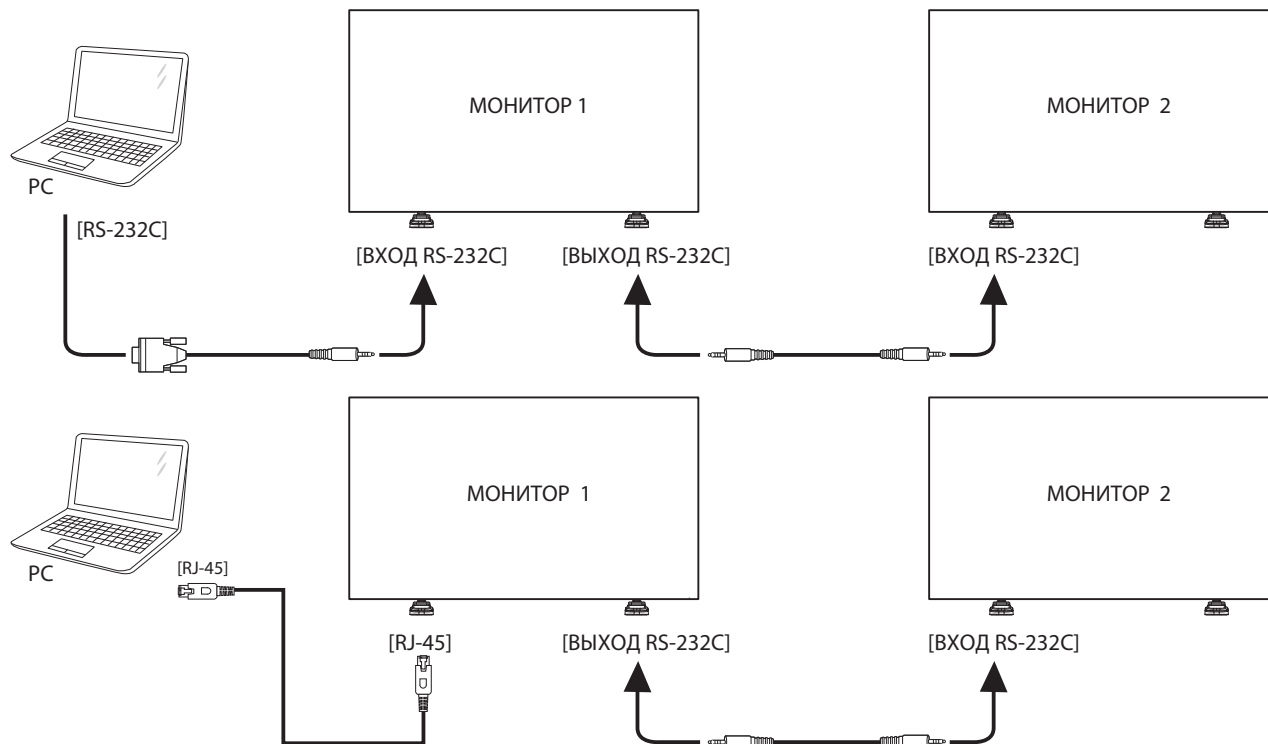 МОНИТОР 1
МОНИТОР 2
PC
[RS-232C]
[ВХОД RS-232C]
[ВЫХОД RS-232C]
[ВХОД RS-232C]
МОНИТОР 1
МОНИТОР 2
PC
[RJ-45]
[RJ-45]
[ВЫХОД RS-232C]
[ВХОД RS-232C]